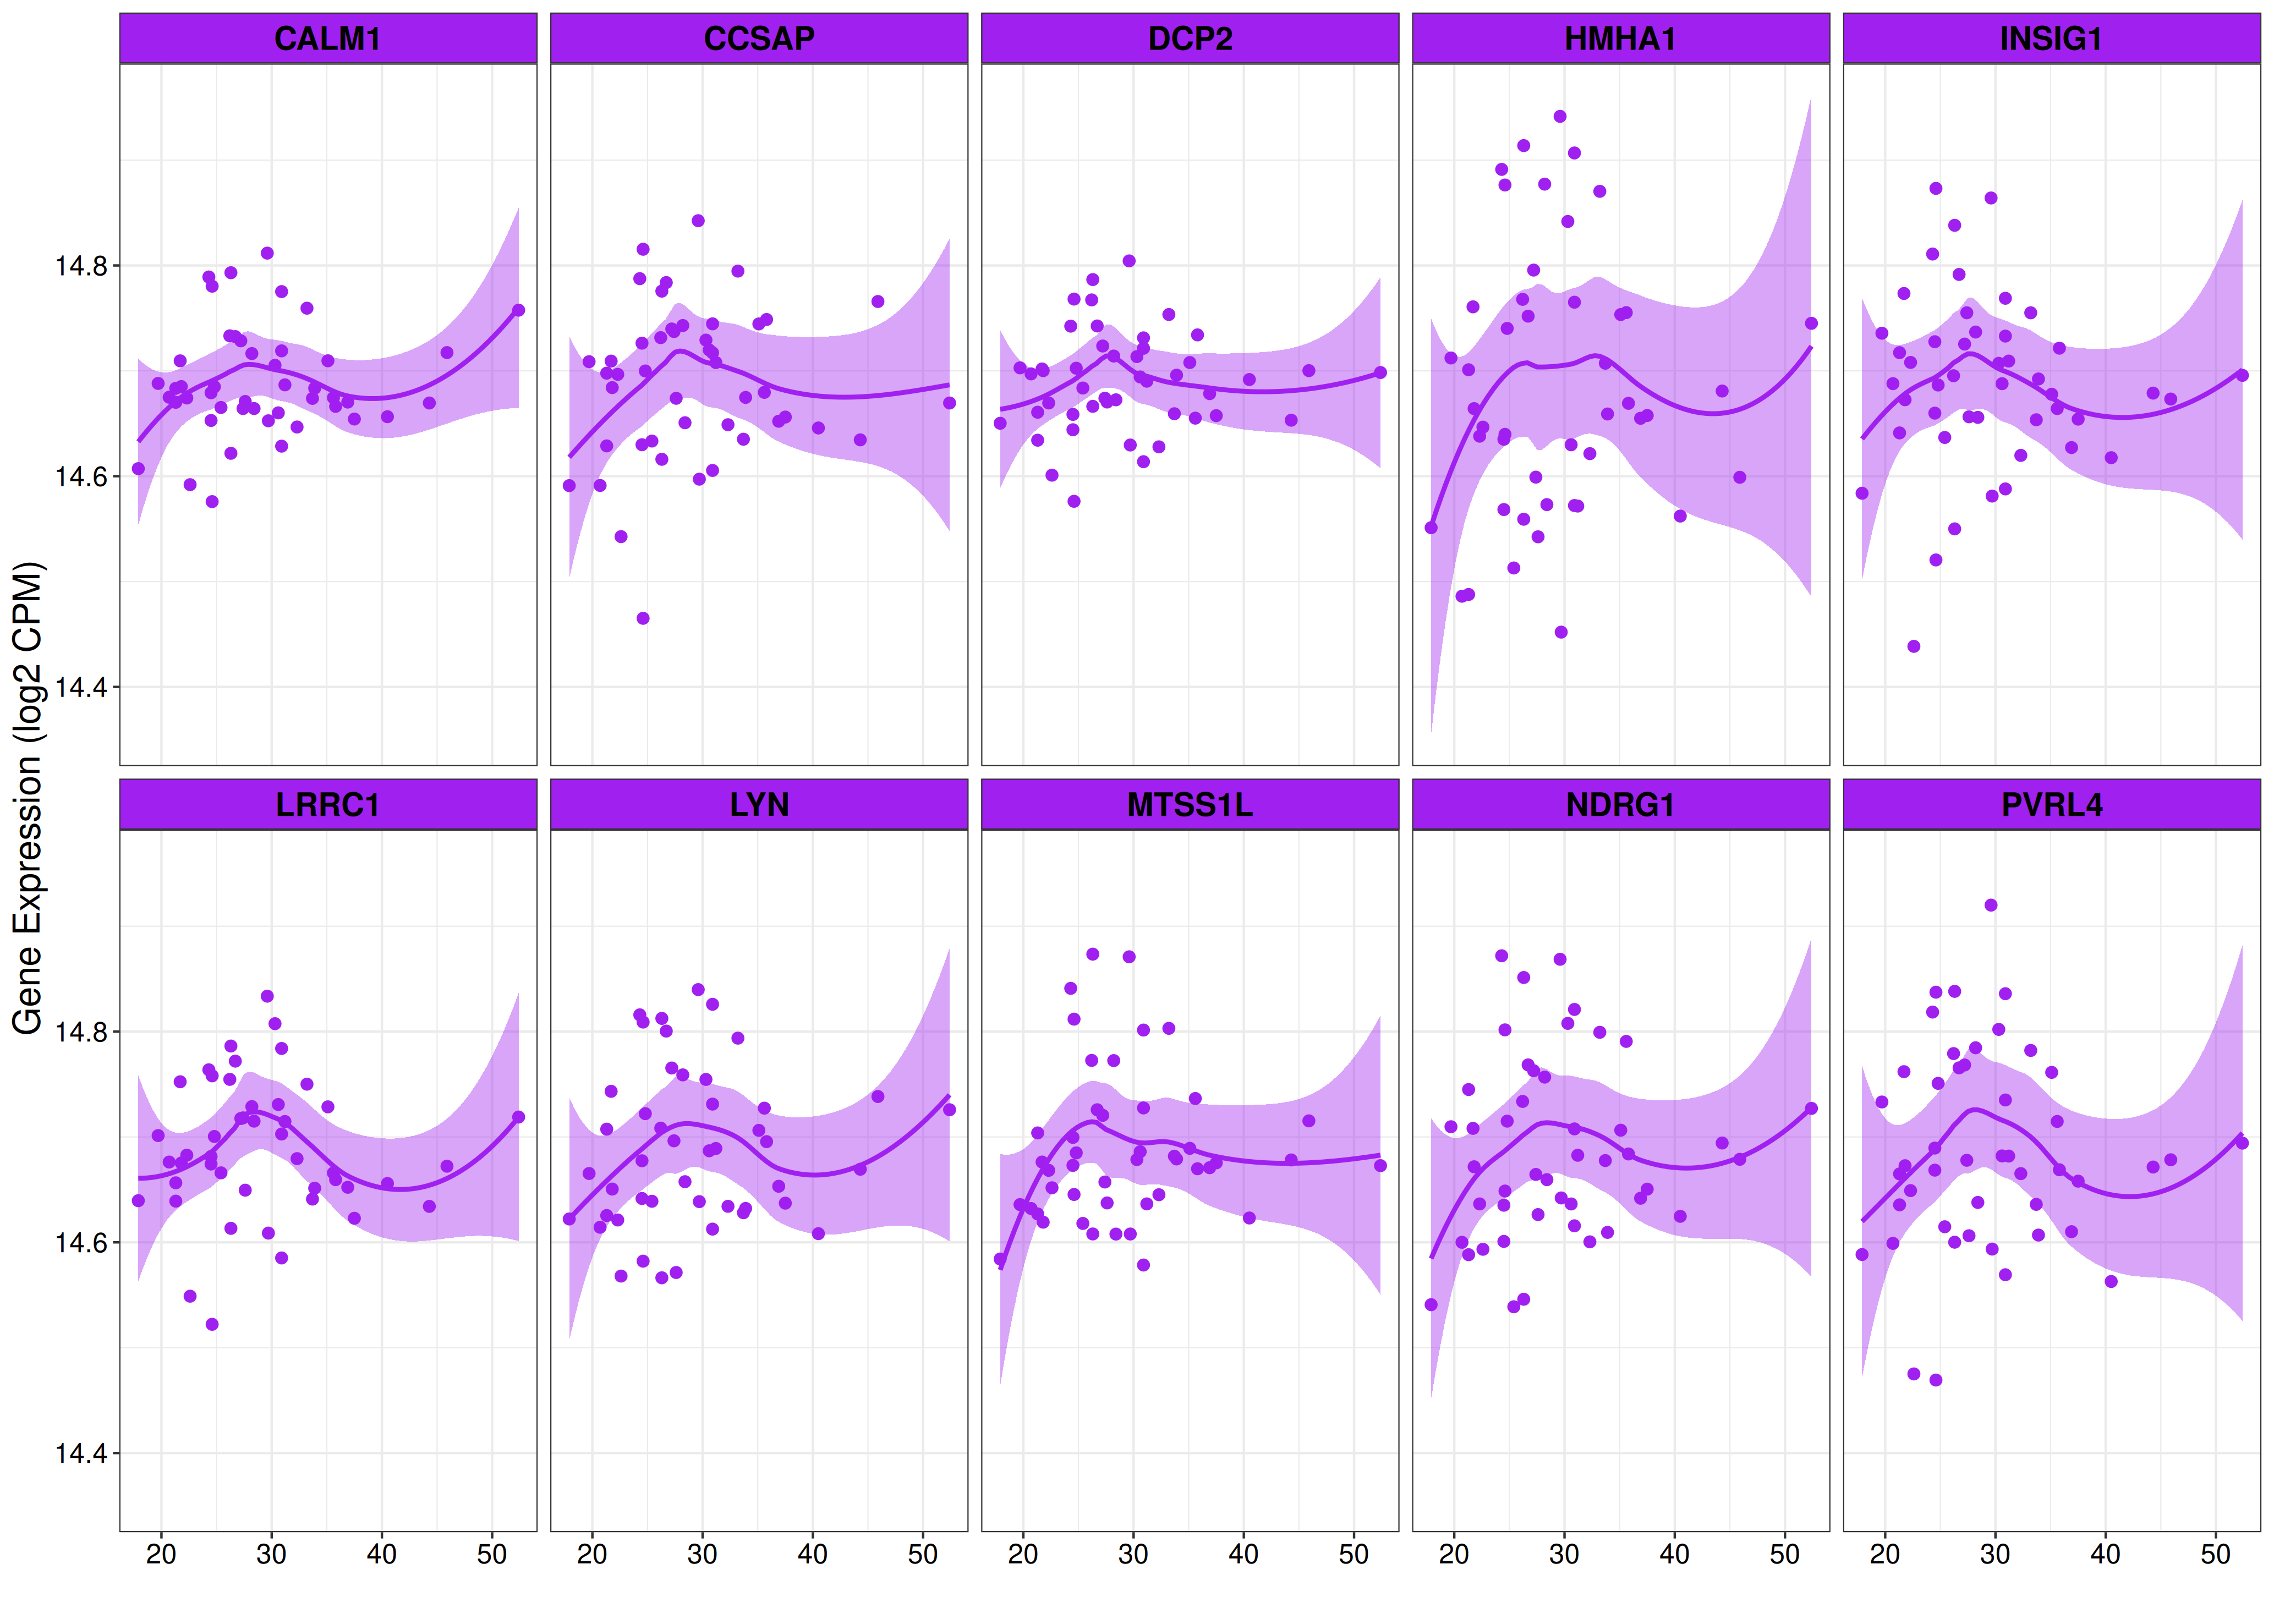 CALM1 CCSAP DCP2 HMHA1 INSIG1
14.8
14.6
14.4
Gene Expression (log2 CPM)
LRRC1 LYN MTSS1L NDRG1 PVRL4
14.8
14.6
14.4
20 30 40 50 20 30 40 50 20 30 40 50 20 30 40 50 20 30 40 50